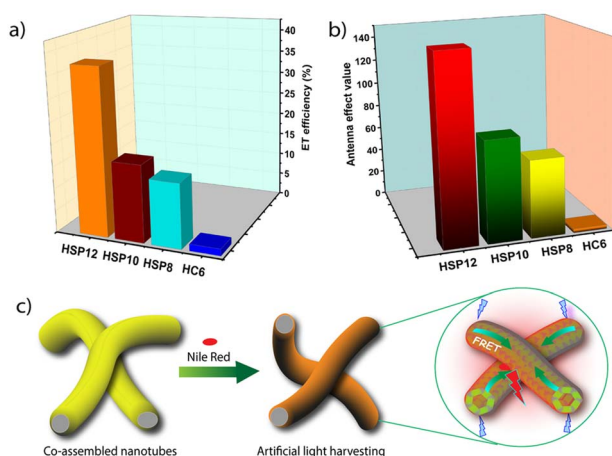 a)
40
35
30
25
20
15
10
5
0
ET efficiency (%)
HSP12
HSP10
HSP8
HC6
b)
140
120
100
80
60
40
20
0
Antenna effect value
HSP12
HSP10
HSP8
HC6
c)
Nile Red
FRET
Co-assembled nanotubes
Artificial light harvesting